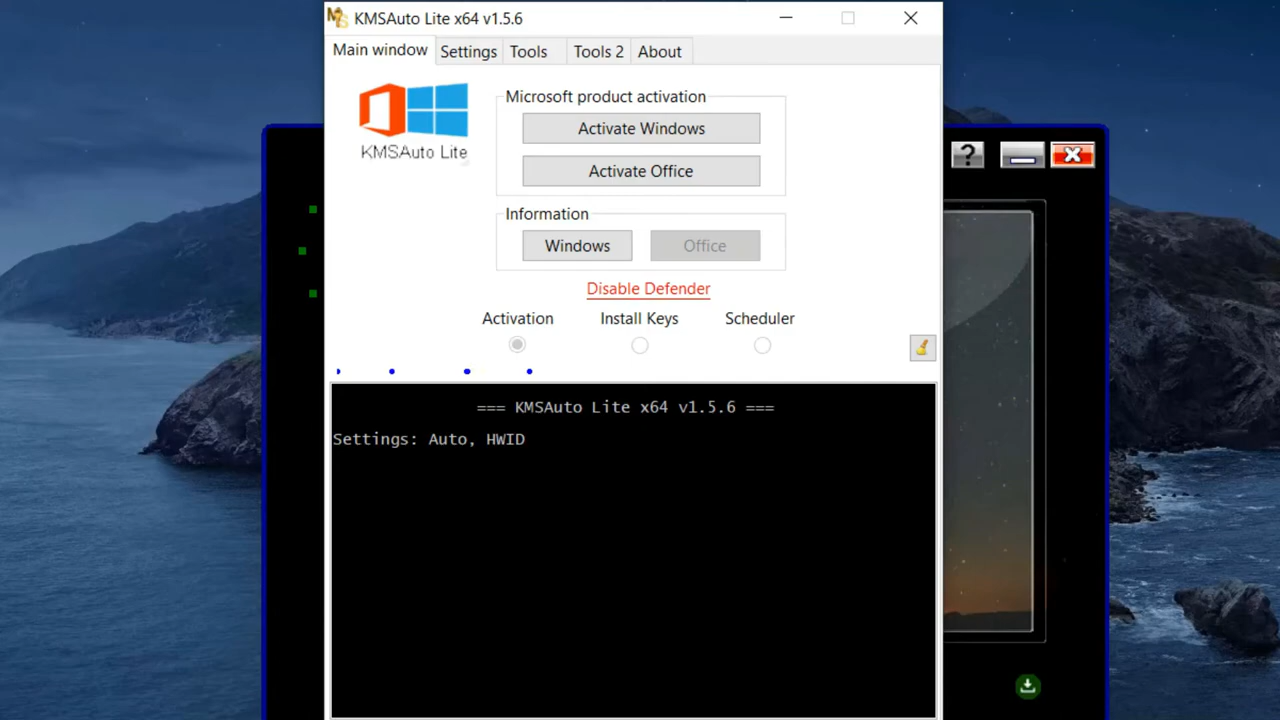 KMSAuto Lite x64 v1.5.6
Main window Settings Tools Tools 2 About
KMSAuto Lite
Microsoft product activation
Activate Windows
Activate Office
Information
Windows Office
Disable Defender
Activation Install Keys Scheduler
?
=== KMSAuto Lite x64 v1.5.6 ===
Settings: Auto, HWID